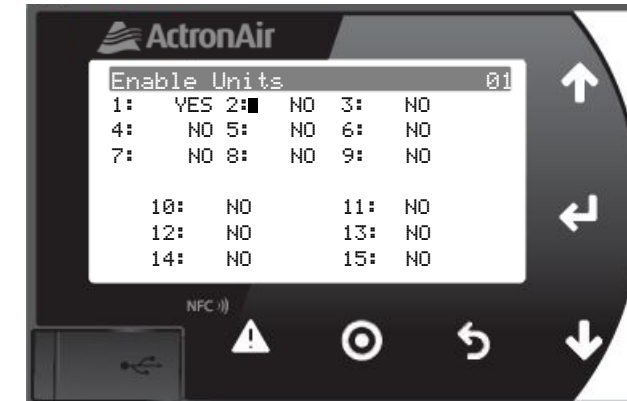 ActronAir
Enable Units 01
1: YES 2: NO 3: NO
4: NO 5: NO 6: NO
7: NO 8: NO 9: NO
10: NO 11: NO
12: NO 13: NO
14: NO 15: NO
NFC